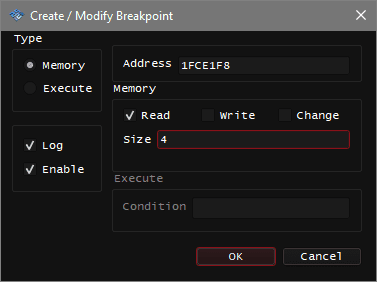 Create / Modify Breakpoint
Type
Memory
Execute
Log
Enable
Address 1FCE1F8
Memory
Read Write Change
Size 4
Execute
Condition
OK Cancel